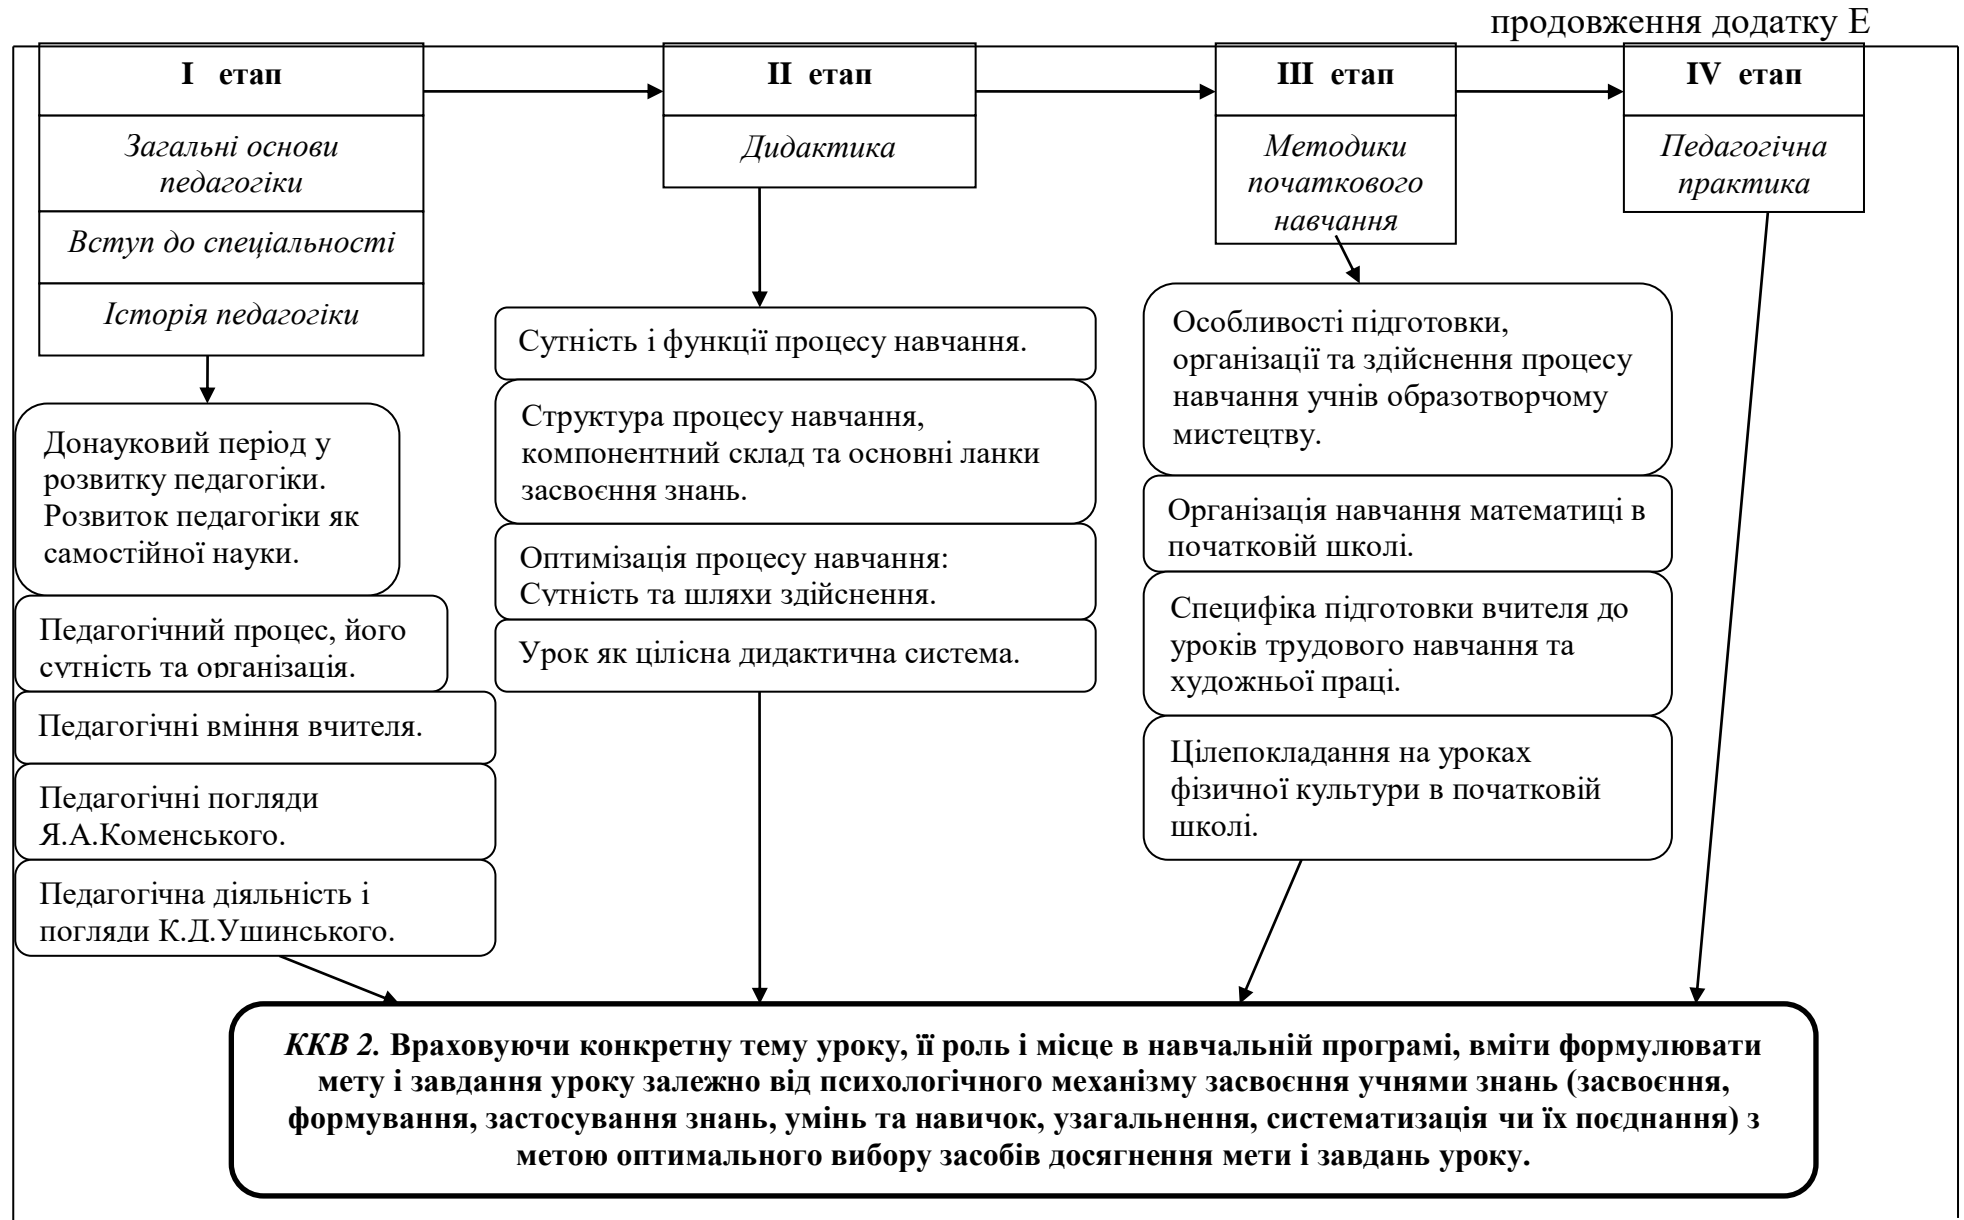 продовження додатку Е
І етап
Загальні основи
педагогіки
Вступ до спеціальності
Історія педагогіки
Донауковий період у
розвитку педагогіки.
Розвиток педагогіки як
самостійної науки.
Педагогічний процес, його
сутність та організація.
Педагогічні вміння вчителя.
Педагогічні погляди
Я.А.Коменського.
Педагогічна діяльність і
погляди К.Д.Ушинського.
ІІ етап
Дидактика
Сутність і функції процесу навчання.
Структура процесу навчання,
компонентний склад та основні ланки
засвоєння знань.
Оптимізація процесу навчання:
Сутність та шляхи здійснення.
Урок як цілісна дидактична система.
ІІІ етап
Методики
початкового
навчання
Особливості підготовки,
організації та здійснення процесу
навчання учнів образотворчому
мистецтву.
Організація навчання математиці в
початковій школі.
Специфіка підготовки вчителя до
уроків трудового навчання та
художньої праці.
Цілепокладання на уроках
фізичної культури в початковій
школі.
IV етап
Педагогічна
практика
ККВ 2. Враховуючи конкретну тему уроку, її роль і місце в навчальній програмі, вміти формулювати
мету і завдання уроку залежно від психологічного механізму засвоєння учнями знань (засвоєння,
формування, застосування знань, умінь та навичок, узагальнення, систематизація чи їх поєднання) з
метою оптимального вибору засобів досягнення мети і завдань уроку.